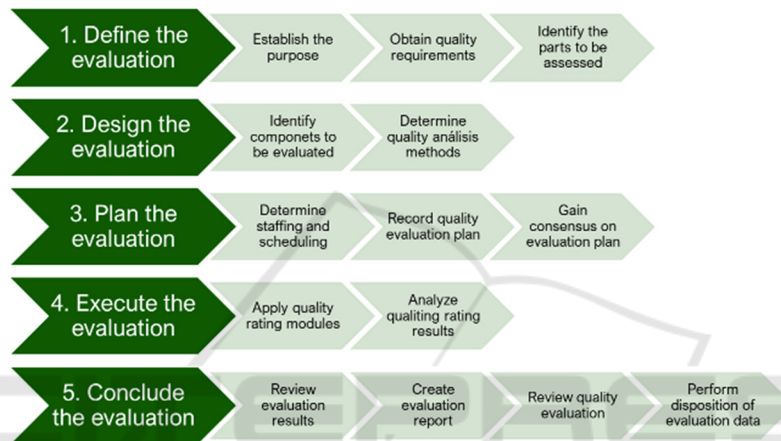 1. Define the
evaluation
Establish the
purpose
Obtain quality
requirements
Identify the
parts to be
assessed
2. Design the
evaluation
Identify
componets to
be evaluated
Determine
quality análisis
methods
3. Plan the
evaluation
Determine
staffing and
scheduling
Record quality
evaluation plan
Gain
consensus on
evaluation plan
4. Execute the
evaluation
Apply quality
rating modules
Analyze
qualiting rating
results
5. Conclude
the evaluation
Review
evaluation
results
Create
evaluation
report
Review quality
evaluation
Perform
disposition of
evaluation data